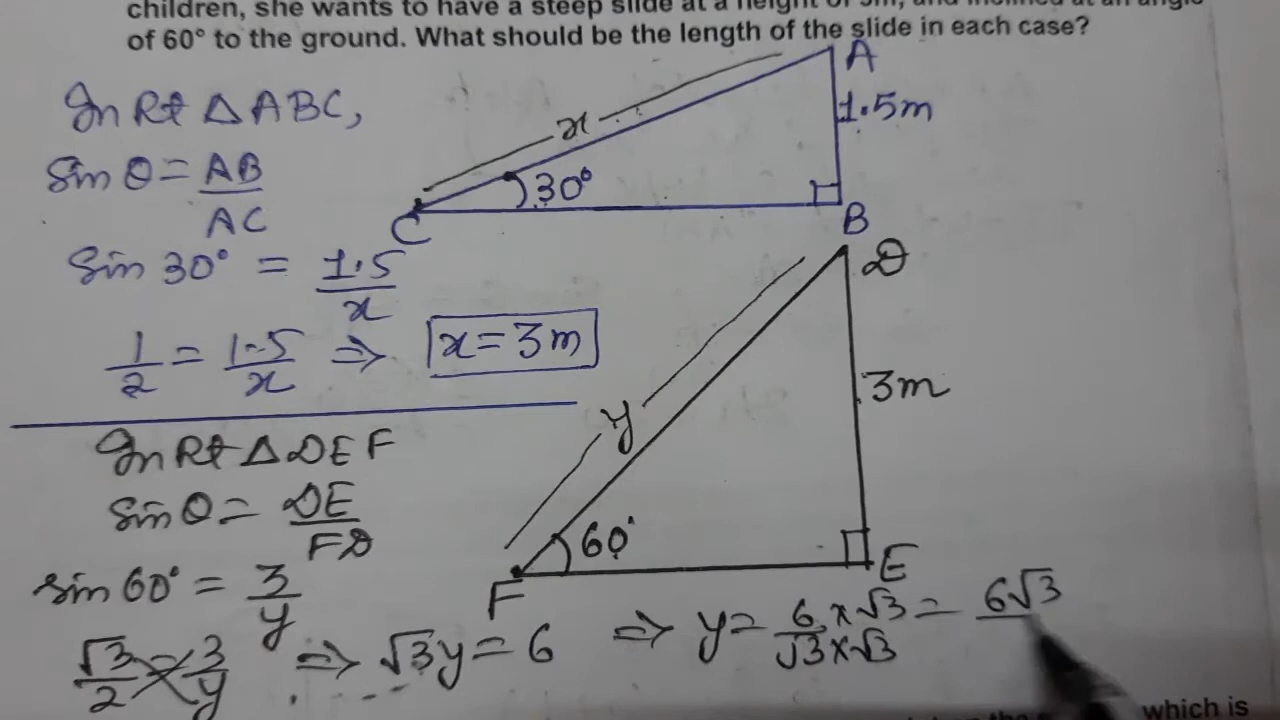 children, she wants to have a steep slide at a height of 3m, and inclined at an angle
of 60° to the ground. What should be the length of the slide in each case?
In Rt △ ABC,
Sin θ = AB/AC
Sin 30° = 1.5/x
1/2 = 1.5/x ⇒ x = 3m
A
1.5m
x
30°
C
B
In Rt △ DEF
Sin θ = DE/FD
sin 60° = 3/y
√3/2 = 3/y ⇒ √3y = 6 ⇒ y = 6×√3/√3×√3 = 6√3
D
3m
y
60°
F
E
which is